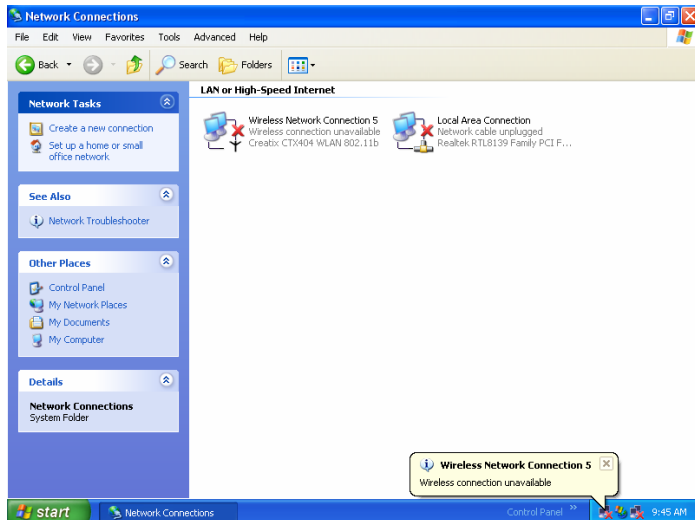 Network Connections
File Edit View Favorites Tools Advanced Help
Back Search Folders
LAN or High-Speed Internet
Network Tasks
Create a new connection
Set up a home or small
office network
See Also
Network Troubleshooter
Other Places
Control Panel
My Network Places
My Documents
My Computer
Details
Network Connections
System Folder
Wireless Network Connection 5
Wireless connection unavailable
Creatix CTX404 WLAN 802.11b
Local Area Connection
Network cable unplugged
Realtek RTL8139 Family PCI F...
Wireless Network Connection 5
Wireless connection unavailable
start Network Connections Control Panel » 9:45 AM